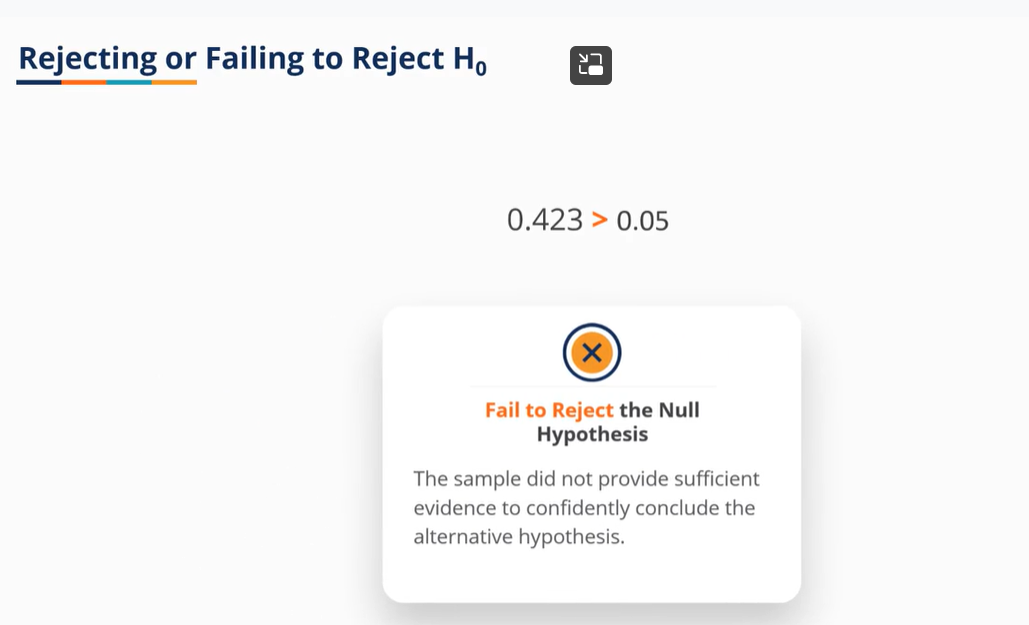 Rejecting or Failing to Reject H₀
0.423 > 0.05
Fail to Reject the Null
Hypothesis
The sample did not provide sufficient
evidence to confidently conclude the
alternative hypothesis.